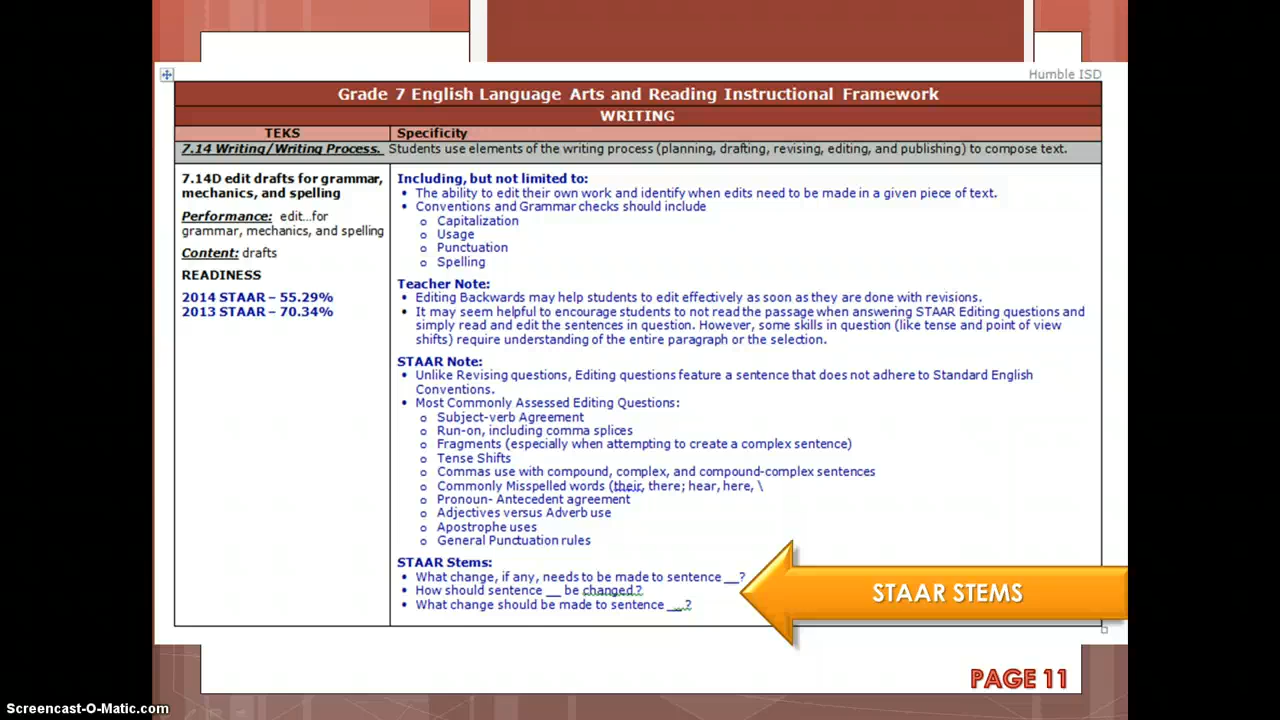 Humble ISD
Grade 7 English Language Arts and Reading Instructional Framework
WRITING
TEKS
Specificity
7.14 Writing/Writing Process. Students use elements of the writing process (planning, drafting, revising, editing, and publishing) to compose text.
7.14D edit drafts for grammar,
mechanics, and spelling
Performance: edit…for
grammar, mechanics, and spelling
Content: drafts
READINESS
2014 STAAR – 55.29%
2013 STAAR – 70.34%
Including, but not limited to:
• The ability to edit their own work and identify when edits need to be made in a given piece of text.
• Conventions and Grammar checks should include
o Capitalization
o Usage
o Punctuation
o Spelling
Teacher Note:
• Editing Backwards may help students to edit effectively as soon as they are done with revisions.
• It may seem helpful to encourage students to not read the passage when answering STAAR Editing questions and
simply read and edit the sentences in question. However, some skills in question (like tense and point of view
shifts) require understanding of the entire paragraph or the selection.
STAAR Note:
• Unlike Revising questions, Editing questions feature a sentence that does not adhere to Standard English
Conventions.
• Most Commonly Assessed Editing Questions:
o Subject-verb Agreement
o Run-on, including comma splices
o Fragments (especially when attempting to create a complex sentence)
o Tense Shifts
o Commas use with compound, complex, and compound-complex sentences
o Commonly Misspelled words (their, there; hear, here, \
o Pronoun- Antecedent agreement
o Adjectives versus Adverb use
o Apostrophe uses
o General Punctuation rules
STAAR Stems:
• What change, if any, needs to be made to sentence __?
• How should sentence __ be changed?
• What change should be made to sentence __?
STAAR STEMS
PAGE 11
Screencast-O-Matic.com